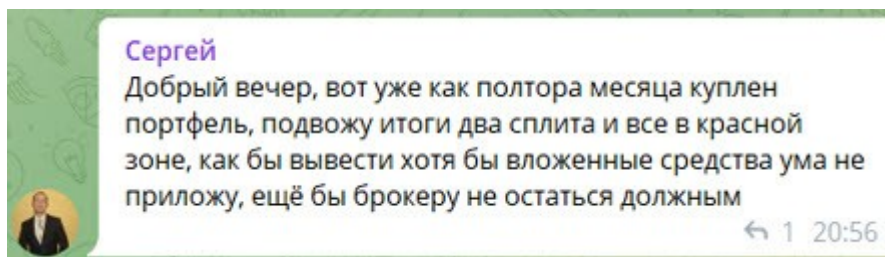 Сергей
Добрый вечер, вот уже как полтора месяца куплен
портфель, подвожу итоги два сплита и все в красной
зоне, как бы вывести хотя бы вложенные средства ума не
приложу, ещё бы брокеру не остаться должным
1 20:56